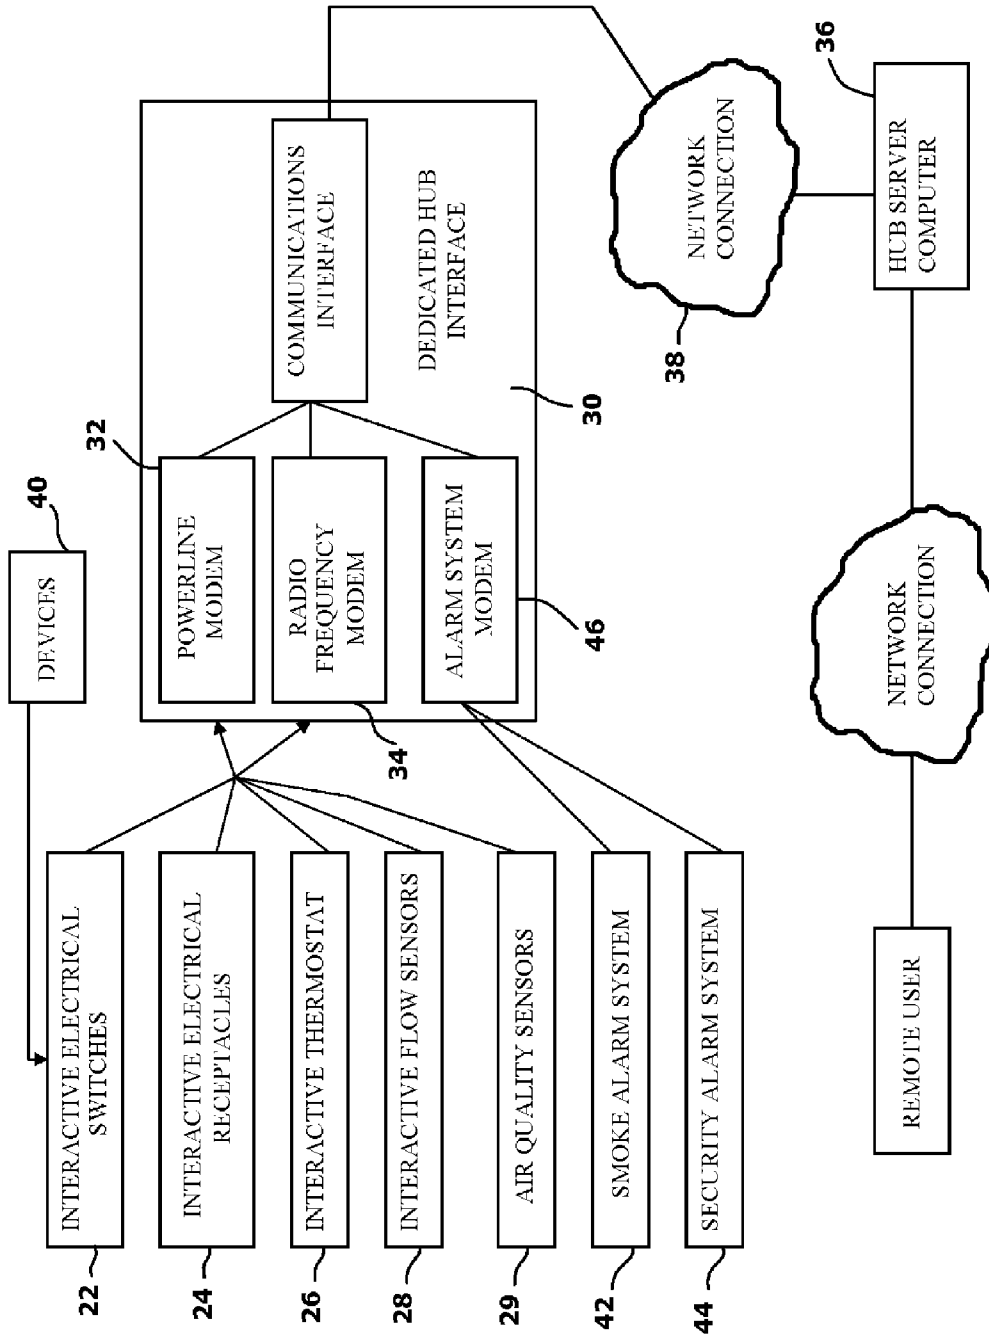 DEVICES
40
INTERACTIVE ELECTRICAL
SWITCHES
22
INTERACTIVE ELECTRICAL
RECEPTACLES
24
INTERACTIVE THERMOSTAT
26
INTERACTIVE FLOW SENSORS
28
AIR QUALITY SENSORS
29
SMOKE ALARM SYSTEM
42
SECURITY ALARM SYSTEM
44
POWERLINE
MODEM
32
RADIO
FREQUENCY
MODEM
34
ALARM SYSTEM
MODEM
46
COMMUNICATIONS
INTERFACE
DEDICATED HUB
INTERFACE
30
NETWORK
CONNECTION
38
HUB SERVER
COMPUTER
36
NETWORK
CONNECTION
REMOTE USER